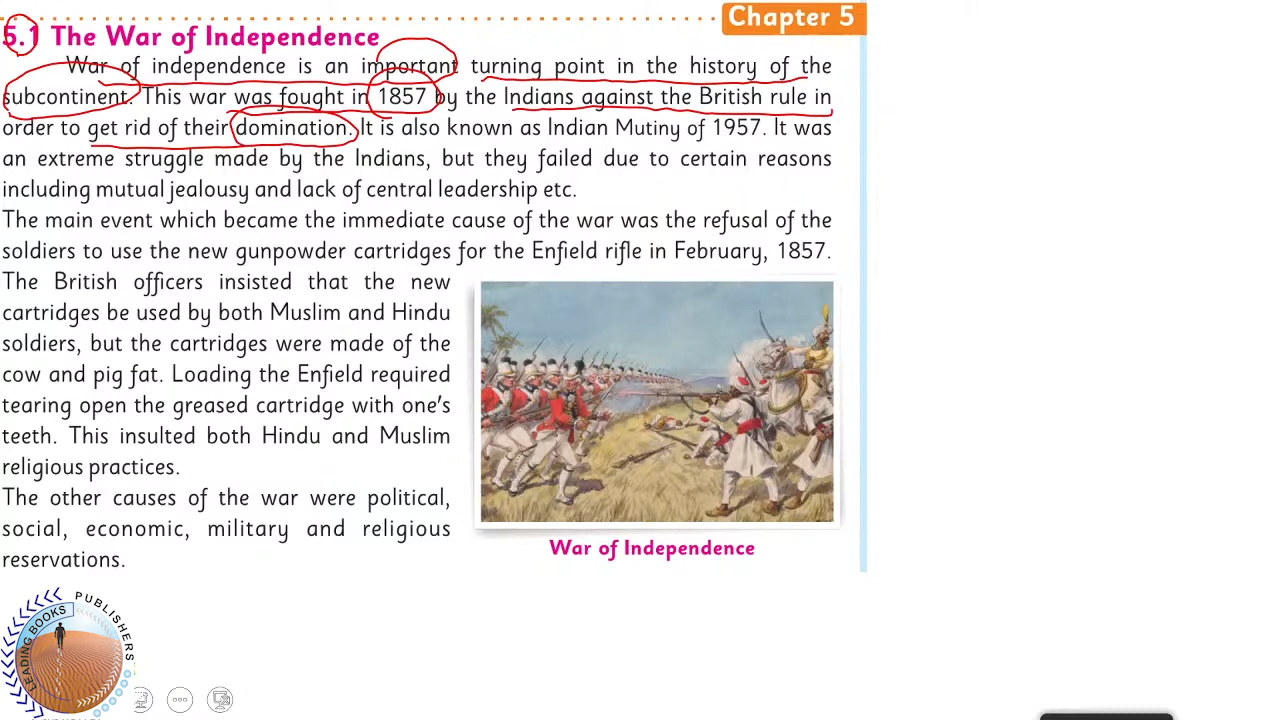 Chapter 5
5.1 The War of Independence
War of independence is an important turning point in the history of the
subcontinent. This war was fought in 1857 by the Indians against the British rule in
order to get rid of their domination. It is also known as Indian Mutiny of 1957. It was
an extreme struggle made by the Indians, but they failed due to certain reasons
including mutual jealousy and lack of central leadership etc.
The main event which became the immediate cause of the war was the refusal of the
soldiers to use the new gunpowder cartridges for the Enfield rifle in February, 1857.
The British officers insisted that the new
cartridges be used by both Muslim and Hindu
soldiers, but the cartridges were made of the
cow and pig fat. Loading the Enfield required
tearing open the greased cartridge with one's
teeth. This insulted both Hindu and Muslim
religious practices.
The other causes of the war were political,
social, economic, military and religious
reservations.
War of Independence
LEADING BOOKS
PUBLISHERS